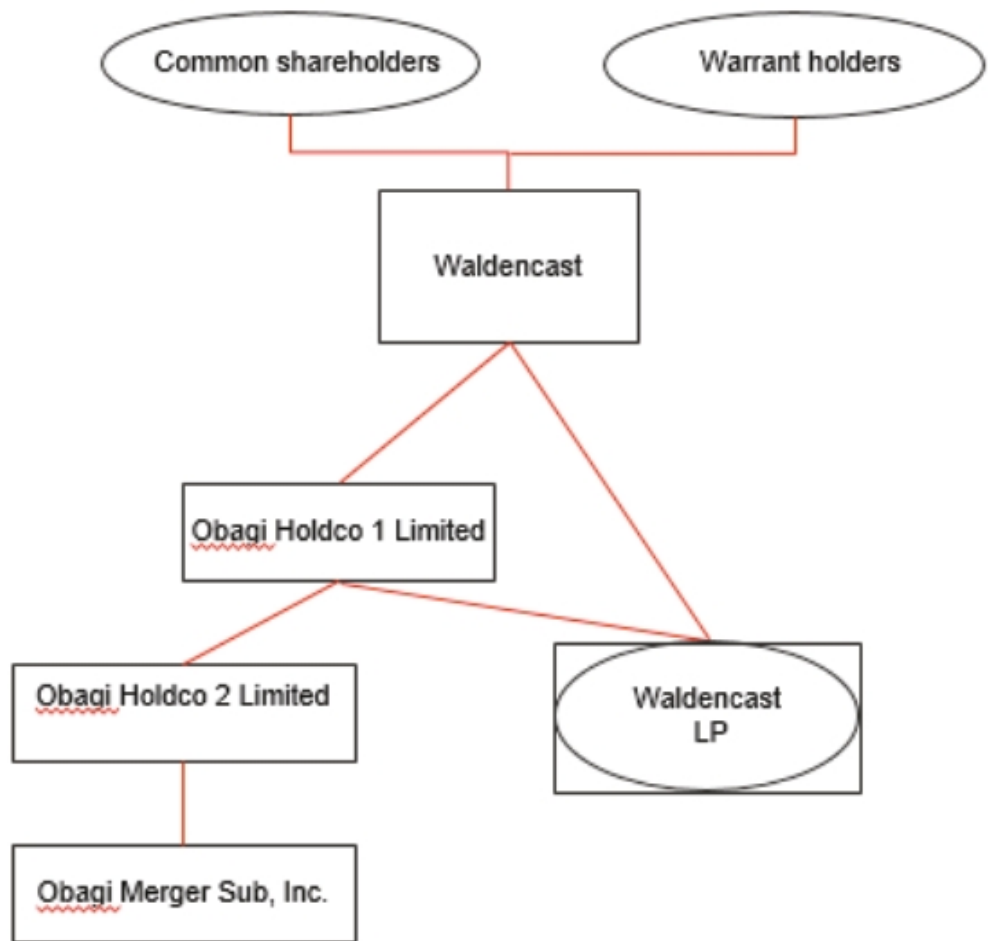 Common shareholders
Warrant holders
Waldencast
Obagi Holdco 1 Limited
Obagi Holdco 2 Limited
Waldencast
LP
Obagi Merger Sub, Inc.